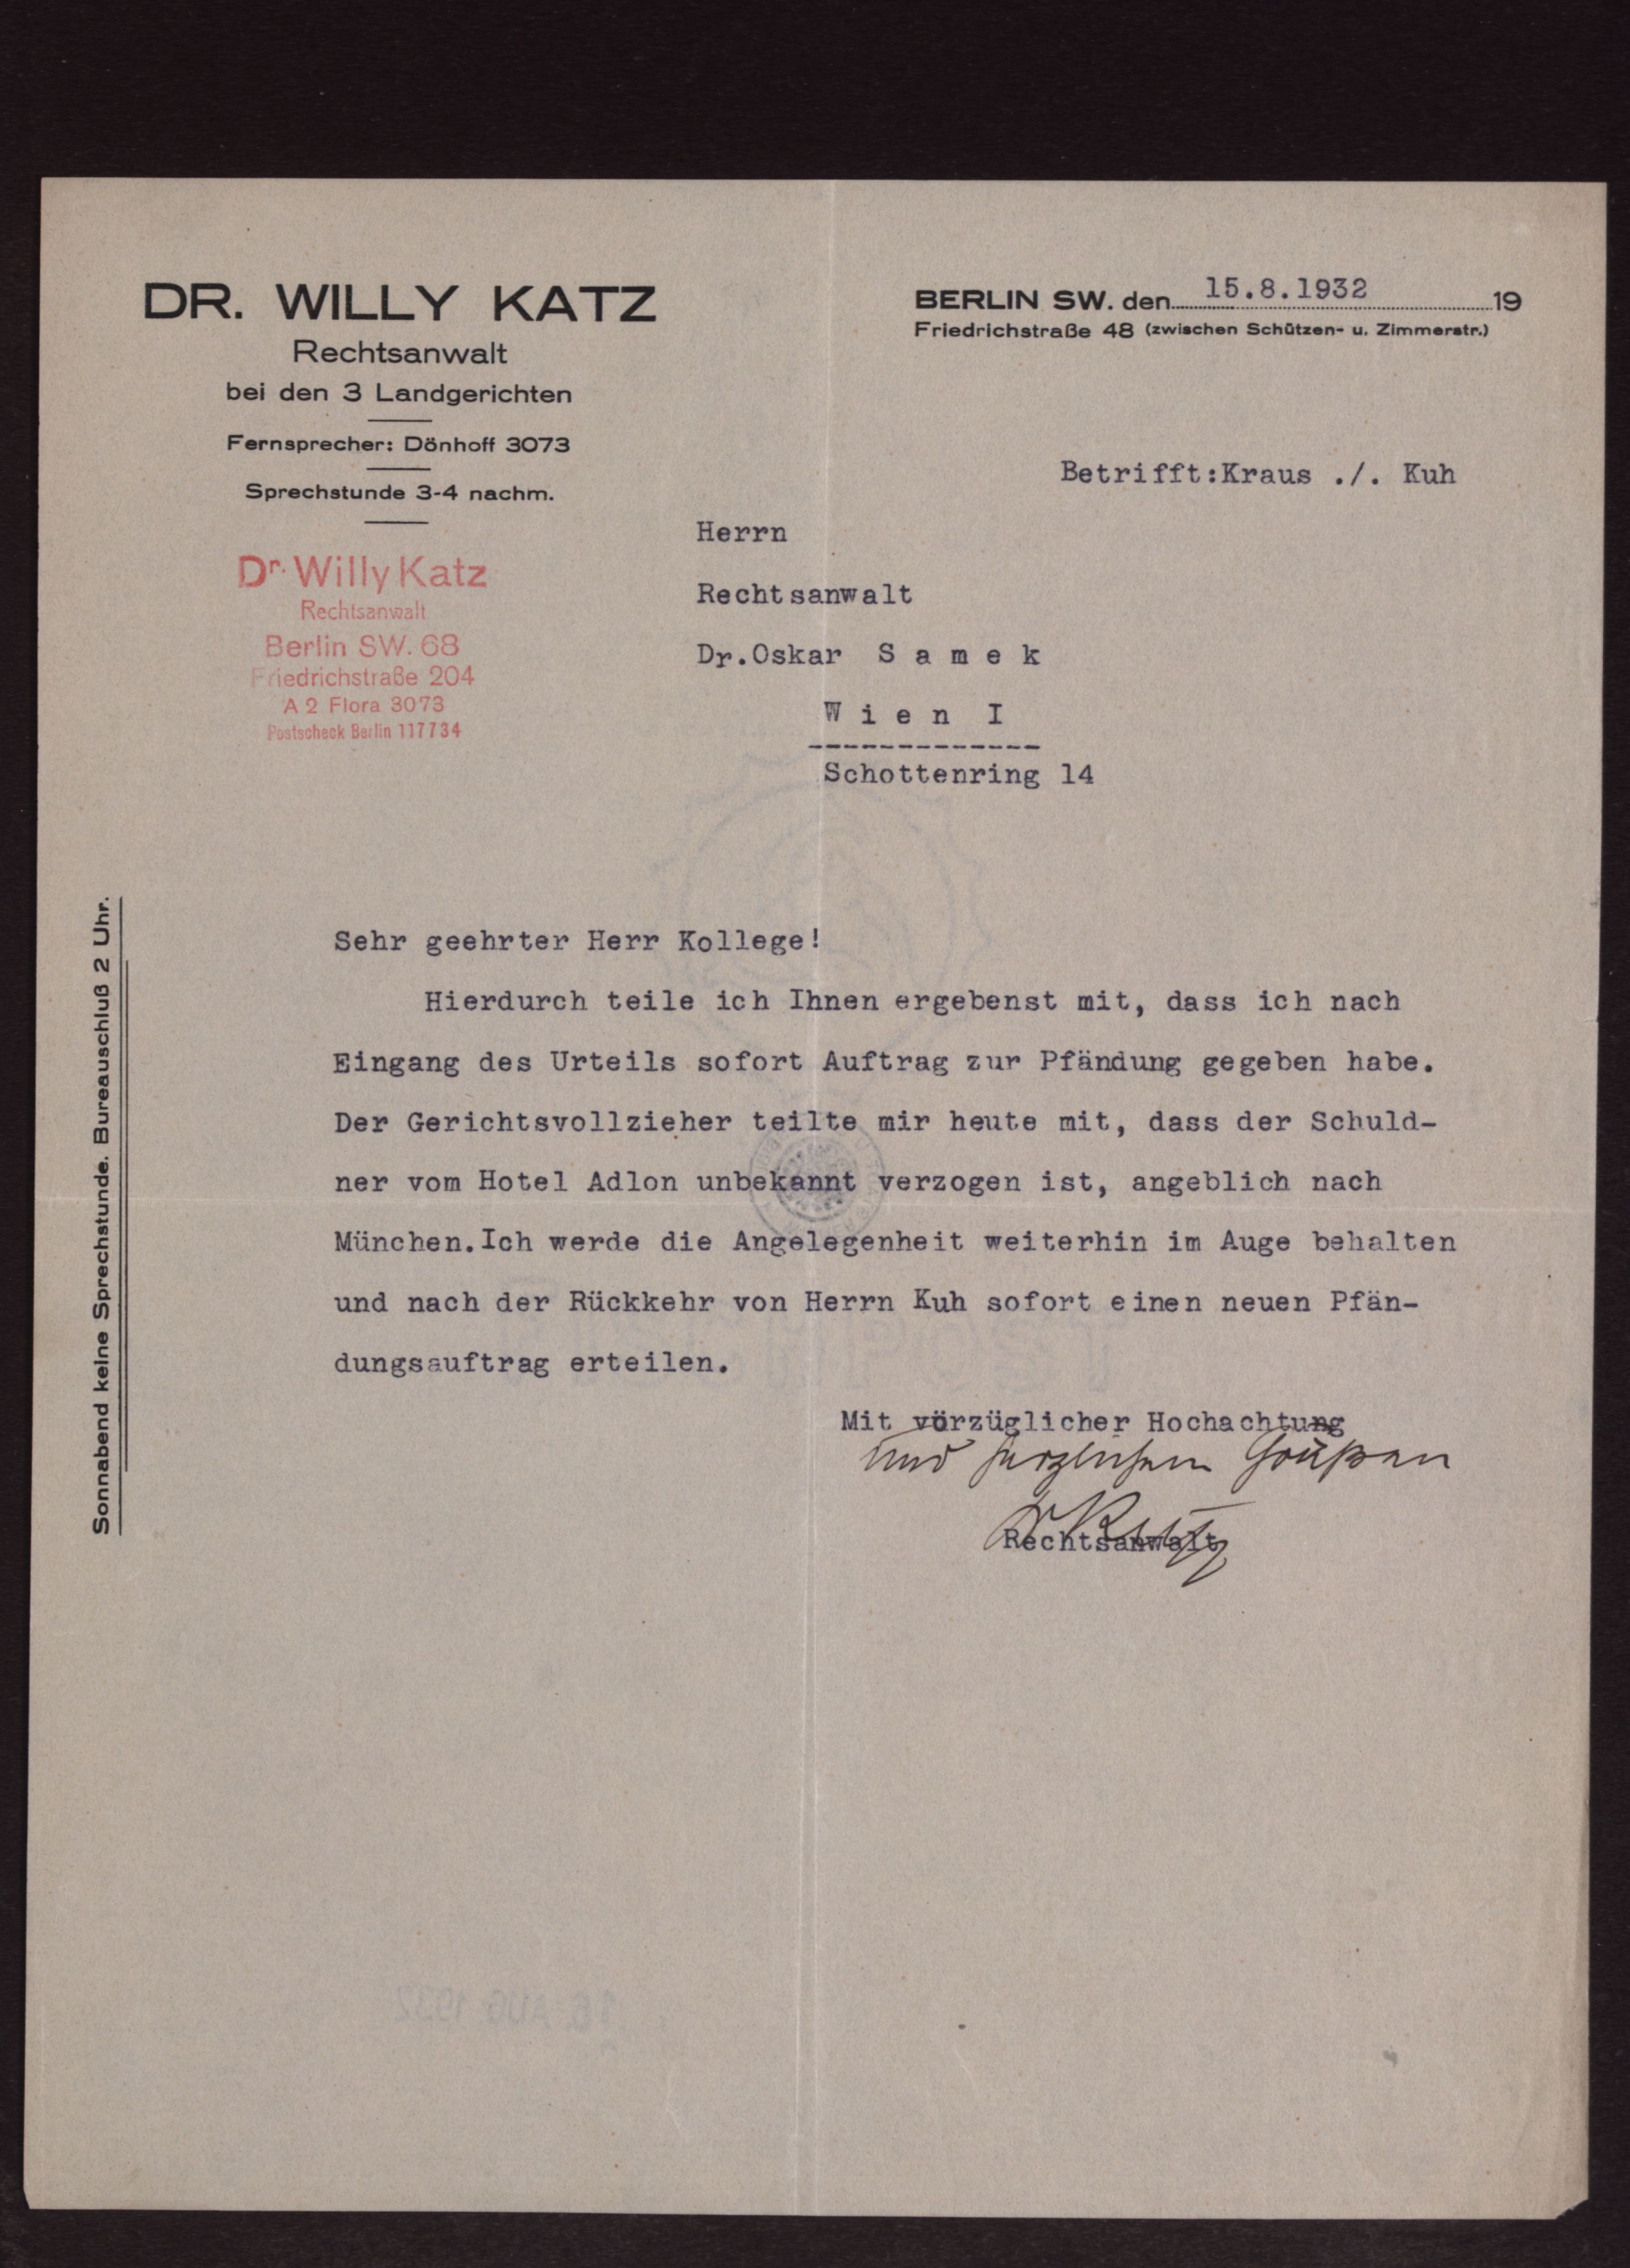 DR. WILLY KATZ
Rechtsanwalt
bei den 3 Landgerichten
Fernsprecher: Dönhoff 3073
Sprechstunde 3-4 nachm.
Dr. Willy Katz
Rechtsanwalt
Berlin SW. 68
Friedrichstraße 204
A 2 Flora 3073
Postscheck Berlin 117734
BERLIN SW. den 15.8.1932 19
Friedrichstraße 48 (zwischen Schützen- u. Zimmerstr.)
Betrifft:Kraus ./. Kuh
Herrn
Rechtsanwalt
Dr.Oskar S a m e k
W i e n I
Schottenring 14
Sonnabend keine Sprechstunde. Bureauschluß 2 Uhr.
Sehr geehrter Herr Kollege!
Hierdurch teile ich Ihnen ergebenst mit, dass ich nach
Eingang des Urteils sofort Auftrag zur Pfändung gegeben habe.
Der Gerichtsvollzieher teilte mir heute mit, dass der Schuld-
ner vom Hotel Adlon unbekannt verzogen ist, angeblich nach
München.Ich werde die Angelegenheit weiterhin im Auge behalten
und nach der Rückkehr von Herrn Kuh sofort einen neuen Pfän-
dungsauftrag erteilen.
Mit vörzüglicher Hochachtung
und herzlichen Grüßen
Dr Katz
Rechtsanwalt
16. AUG. 1932